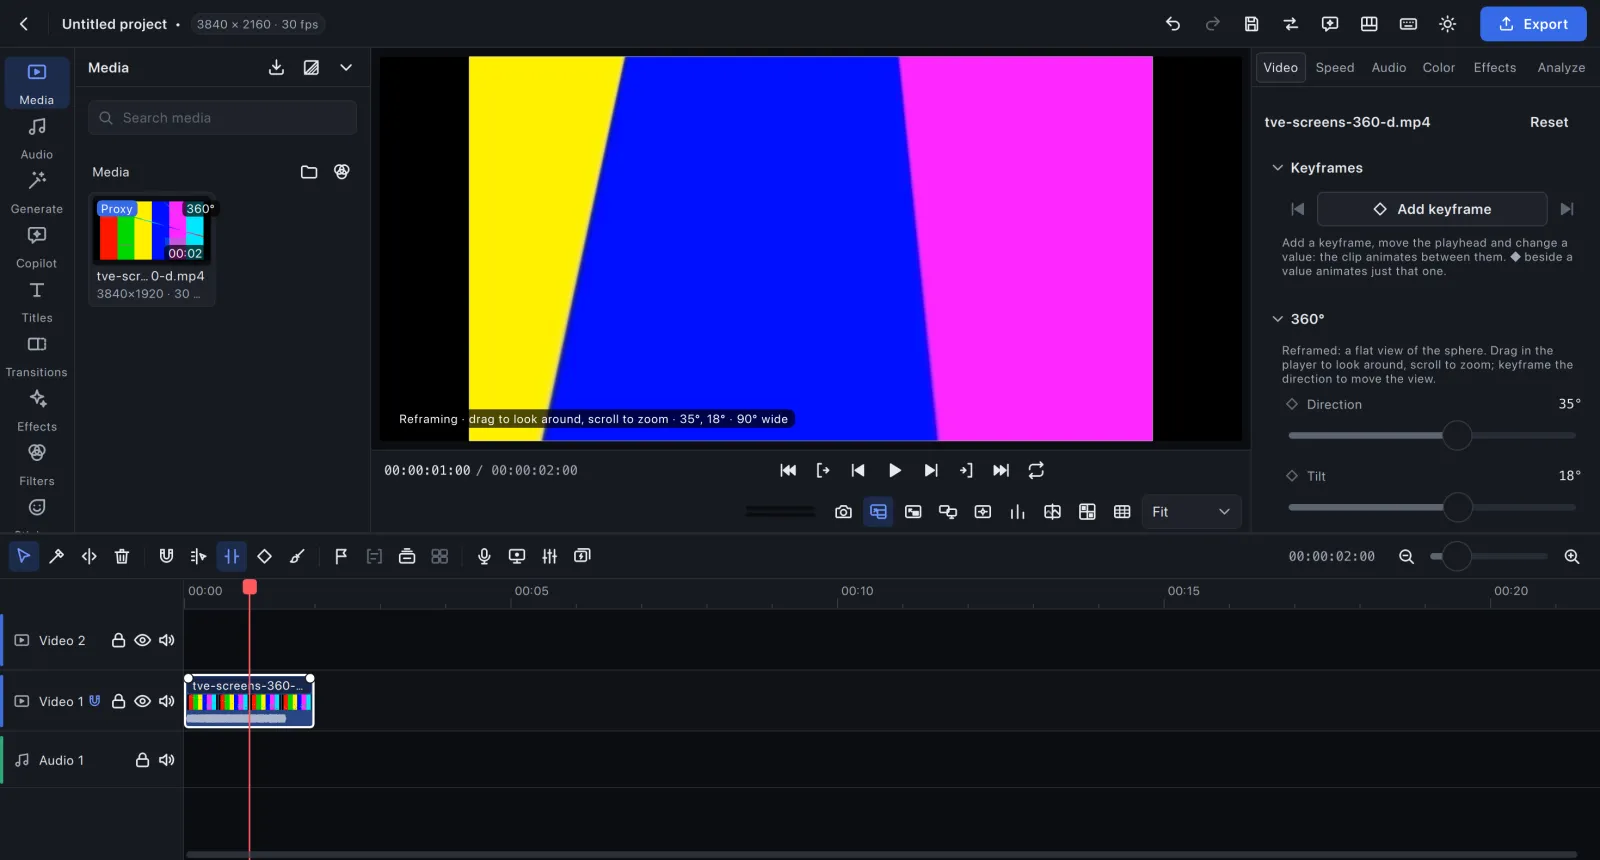 Untitled project •
3840 × 2160 · 30 fps
Export
Media
Audio
Generate
Copilot
Titles
Transitions
Effects
Filters
Media
Search media
Media
Proxy
360°
00:02
tve-scr... 0-d.mp4
3840×1920 · 30 ...
Reframing · drag to look around, scroll to zoom · 35°, 18° · 90° wide
00:00:01:00 / 00:00:02:00
Fit
Video
Speed
Audio
Color
Effects
Analyze
tve-screens-360-d.mp4
Reset
Keyframes
Add keyframe
Add a keyframe, move the playhead and change a
value: the clip animates between them. ◆ beside a
value animates just that one.
360°
Reframed: a flat view of the sphere. Drag in the
player to look around, scroll to zoom; keyframe the
direction to move the view.
Direction
35°
Tilt
18°
00:00:02:00
00:00
00:05
00:10
00:15
00:20
Video 2
Video 1
tve-screens-360-...
Audio 1